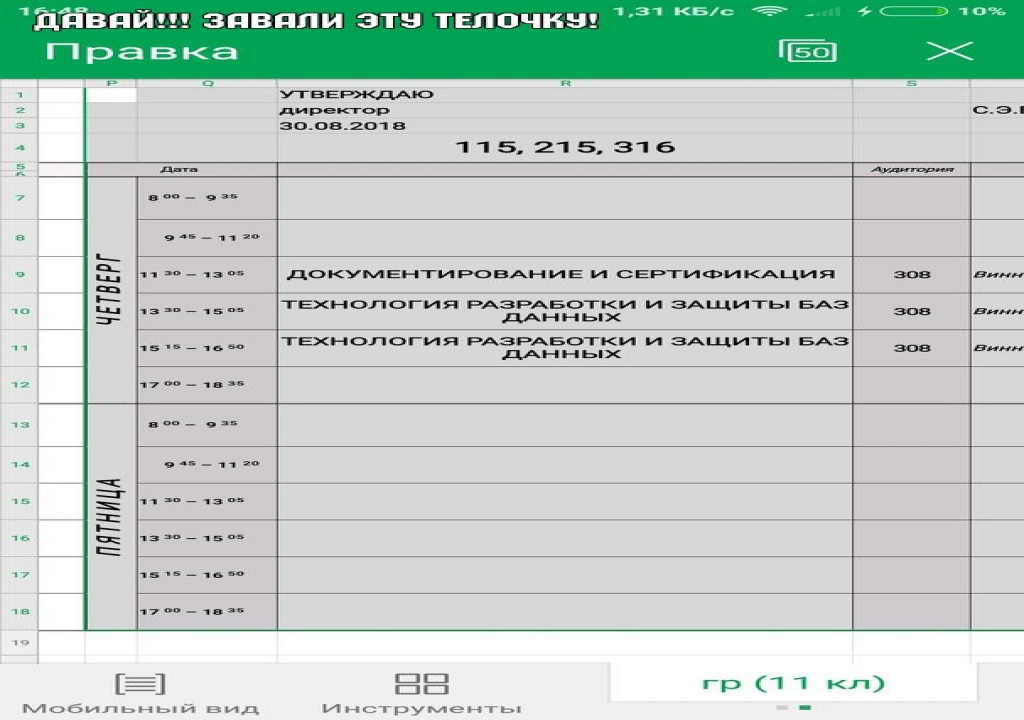 16:48 1,31 КБ/с 10%
ДАВАЙ!!! ЗАВАЛИ ЭТУ ТЕЛОЧКУ!
Правка 50
P Q R S
1 УТВЕРЖДАЮ
2 директор С.Э.
3 30.08.2018
4 115, 215, 316
5 Дата Аудитория
6
ЧЕТВЕРГ
7 8 00 – 9 35
8 9 45 – 11 20
9 11 30 – 13 05 ДОКУМЕНТИРОВАНИЕ И СЕРТИФИКАЦИЯ 308 Винн
10 13 30 – 15 05 ТЕХНОЛОГИЯ РАЗРАБОТКИ И ЗАЩИТЫ БАЗ 308 Винн
ДАННЫХ
11 15 15 – 16 50 ТЕХНОЛОГИЯ РАЗРАБОТКИ И ЗАЩИТЫ БАЗ 308 Винн
ДАННЫХ
12 17 00 – 18 35
ПЯТНИЦА
13 8 00 – 9 35
14 9 45 – 11 20
15 11 30 – 13 05
16 13 30 – 15 05
17 15 15 – 16 50
18 17 00 – 18 35
19
гр (11 кл)
Мобильный вид Инструменты